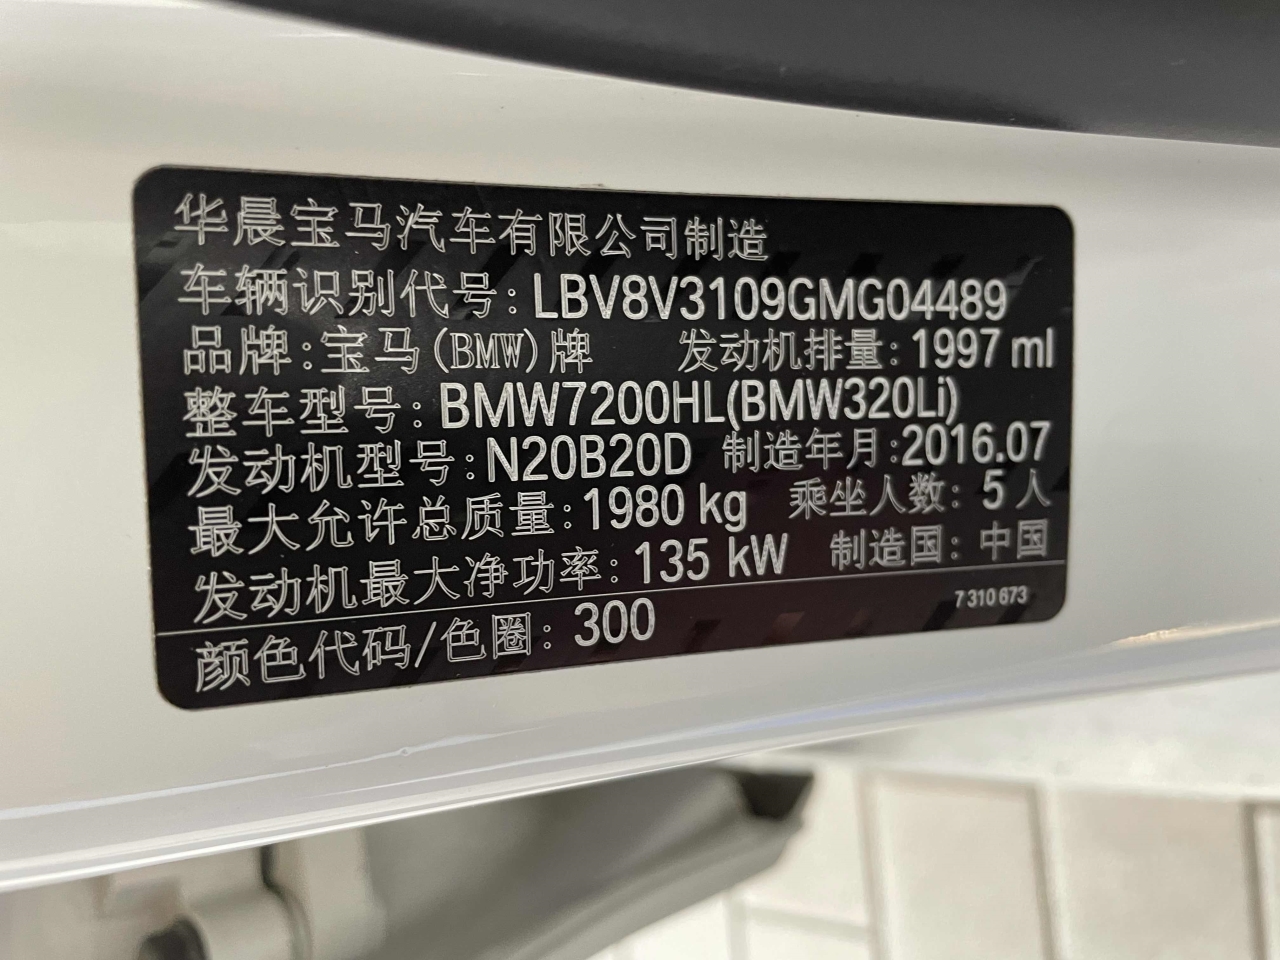 华晨宝马汽车有限公司制造
车辆识别代号:LBV8V3109GMG04489
品牌:宝马(BMW)牌 发动机排量:1997 ml
整车型号:BMW7200HL(BMW320Li)
发动机型号:N20B20D 制造年月:2016.07
最大允许总质量:1980 kg 乘坐人数:5人
发动机最大净功率:135 kW 制造国:中国
7 310 673
颜色代码/色圈:300